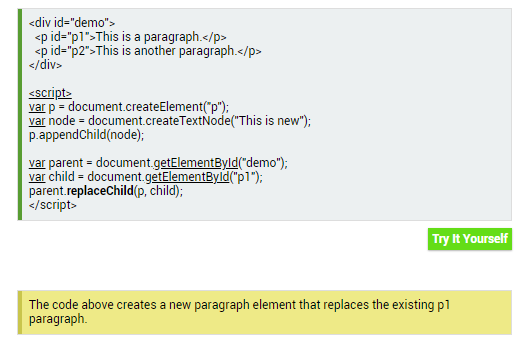 <div id="demo">
<p id="p1">This is a paragraph.</p>
<p id="p2">This is another paragraph.</p>
</div>
<script>
var p = document.createElement("p");
var node = document.createTextNode("This is new");
p.appendChild(node);
var parent = document.getElementById("demo");
var child = document.getElementById("p1");
parent.replaceChild(p, child);
</script>
Try It Yourself
The code above creates a new paragraph element that replaces the existing p1
paragraph.